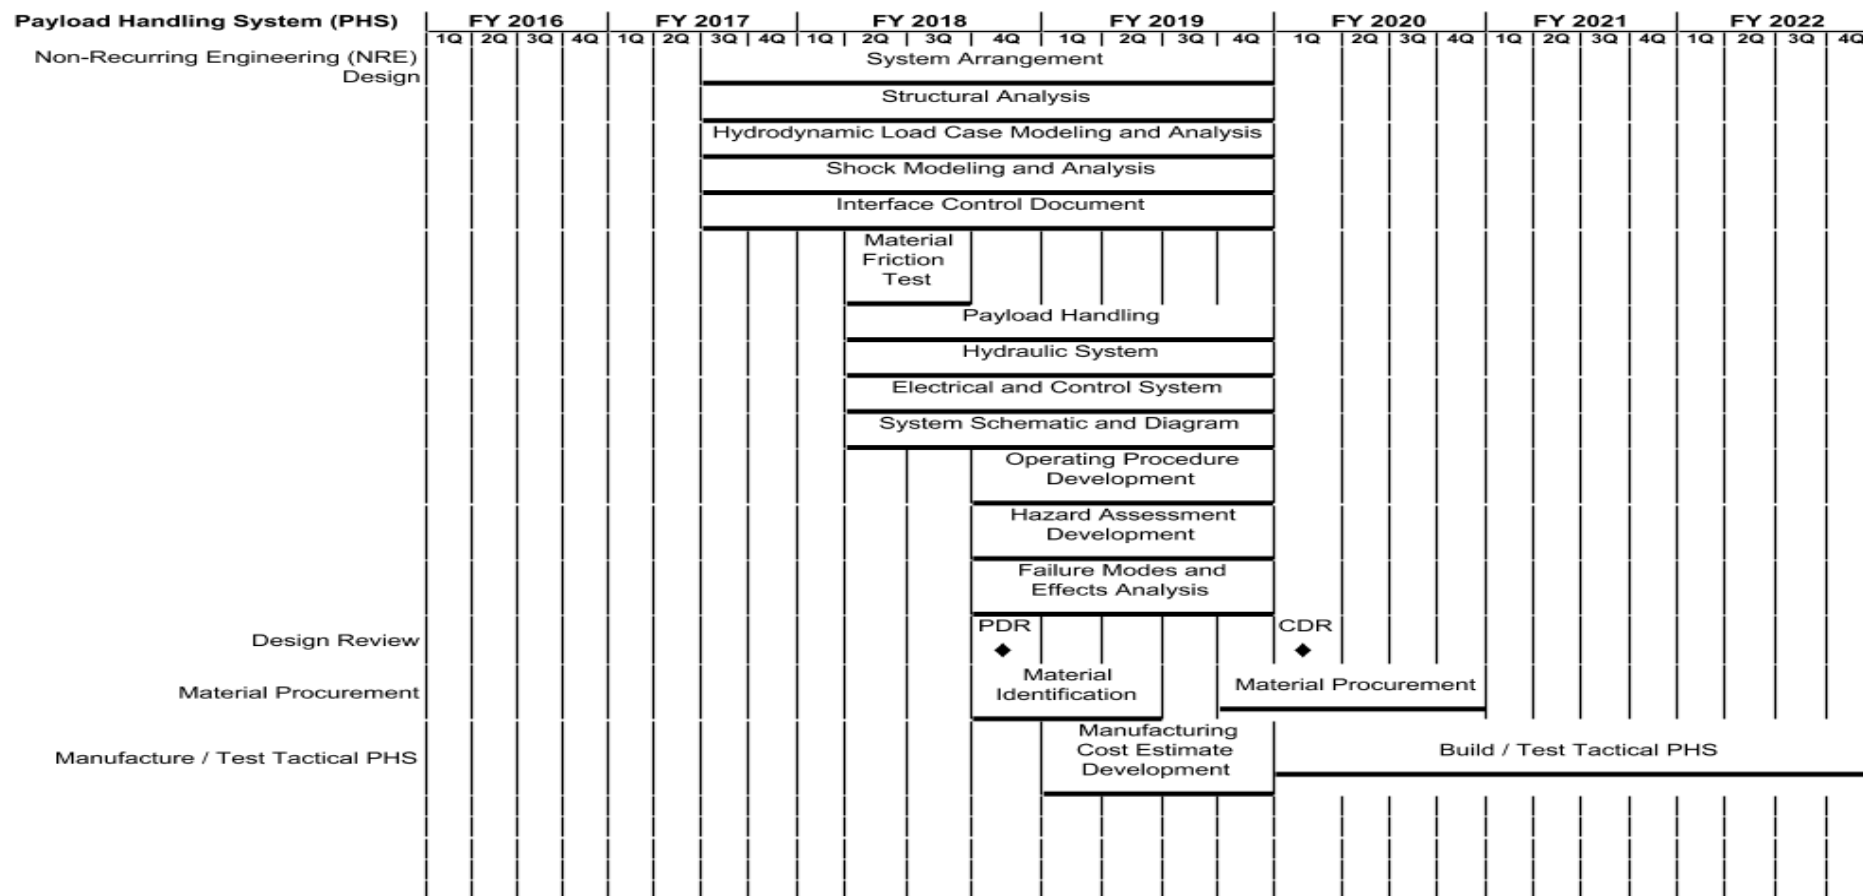 Payload Handling System (PHS) FY 2016 FY 2017 FY 2018 FY 2019 FY 2020 FY 2021 FY 2022
1Q 2Q 3Q 4Q 1Q 2Q 3Q 4Q 1Q 2Q 3Q 4Q 1Q 2Q 3Q 4Q 1Q 2Q 3Q 4Q 1Q 2Q 3Q 4Q 1Q 2Q 3Q 4Q
Non-Recurring Engineering (NRE)
Design
System Arrangement
Structural Analysis
Hydrodynamic Load Case Modeling and Analysis
Shock Modeling and Analysis
Interface Control Document
Material
Friction
Test
Payload Handling
Hydraulic System
Electrical and Control System
System Schematic and Diagram
Operating Procedure
Development
Hazard Assessment
Development
Failure Modes and
Effects Analysis
Design Review
PDR
CDR
Material Procurement
Material
Identification
Material Procurement
Manufacture / Test Tactical PHS
Manufacturing
Cost Estimate
Development
Build / Test Tactical PHS